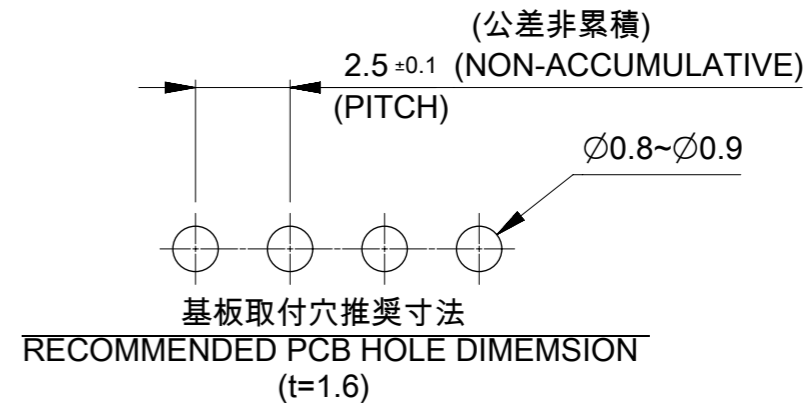 (公差非累積)
2.5 ±0.1 (NON-ACCUMULATIVE)
(PITCH)
∅0.8~∅0.9
基板取付穴推奨寸法
RECOMMENDED PCB HOLE DIMEMSION
(t=1.6)